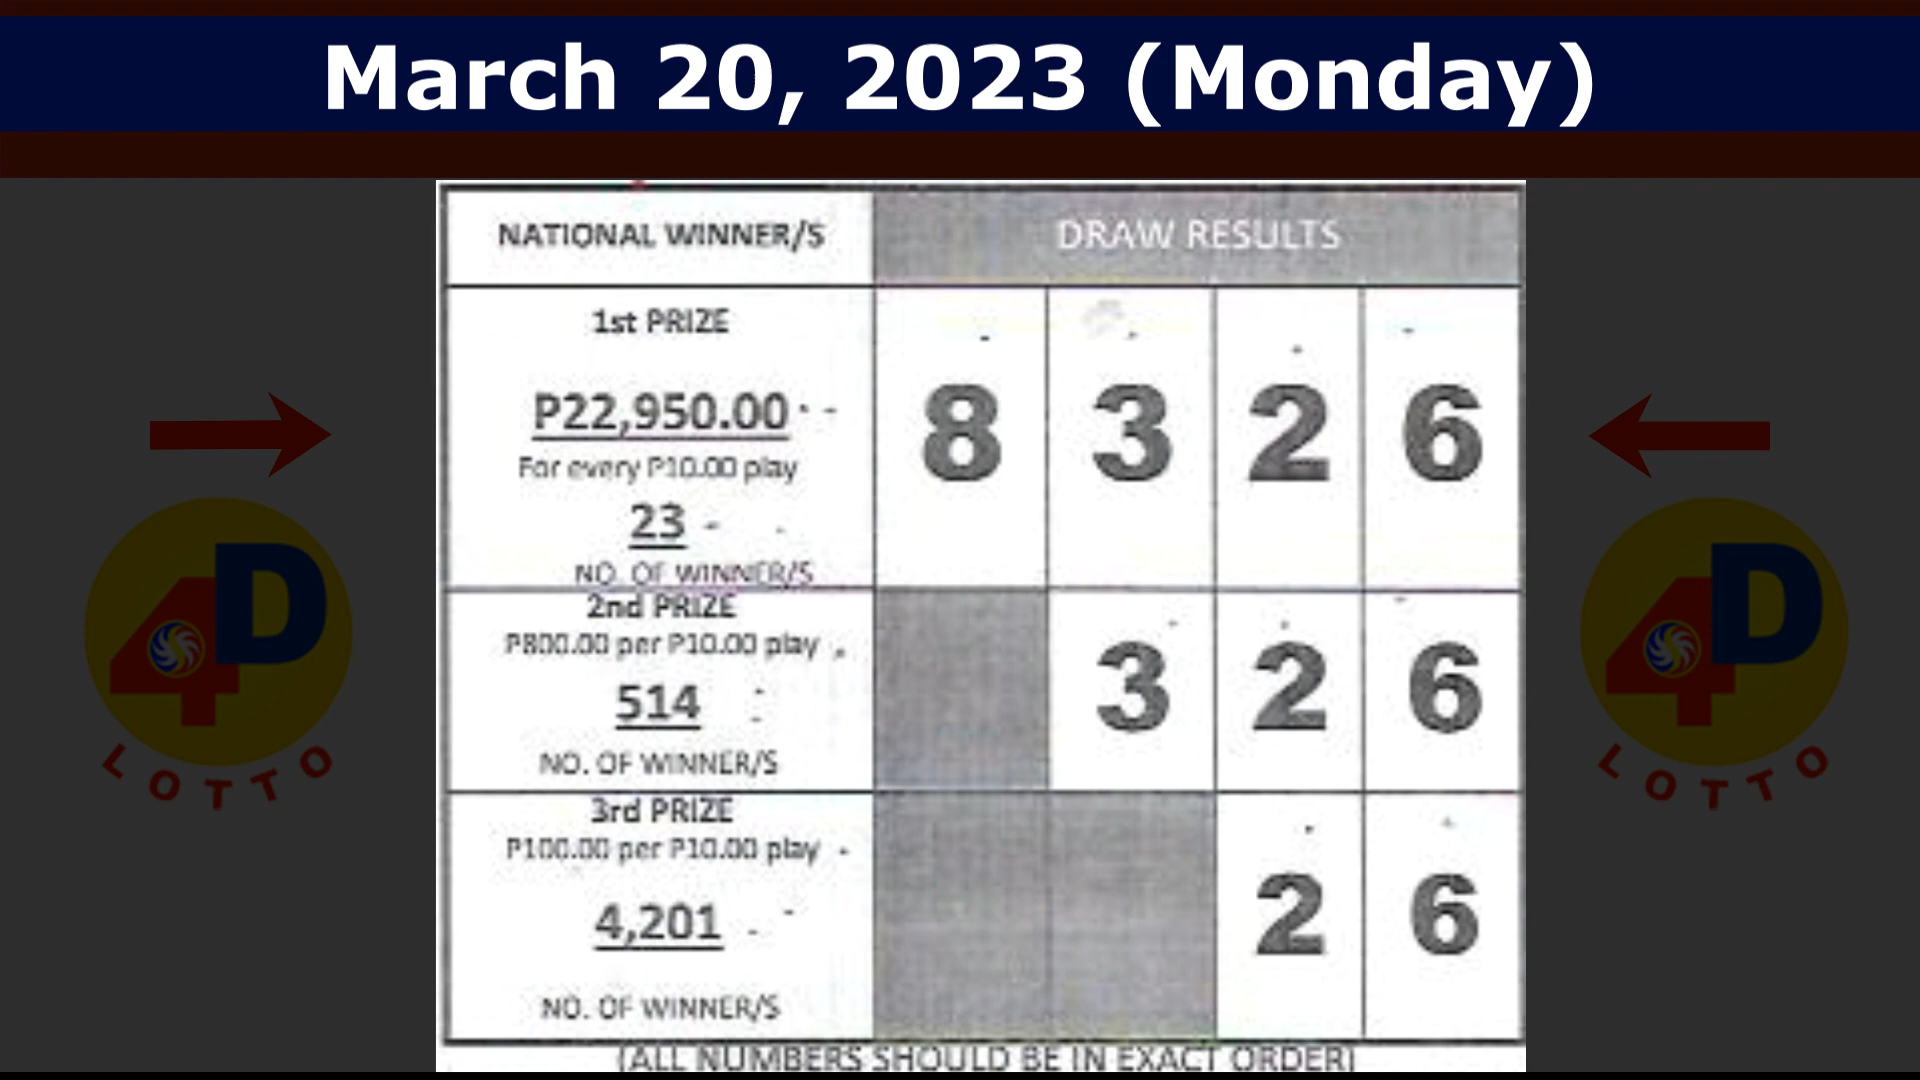 March 20, 2023 (Monday)
NATIONAL WINNER/S
DRAW RESULTS
1st PRIZE
P22,950.00
For every P10.00 play
23
NO. OF WINNER/S
8 3 2 6
2nd PRIZE
P800.00 per P10.00 play
514
NO. OF WINNER/S
3 2 6
3rd PRIZE
P100.00 per P10.00 play
4,201
NO. OF WINNER/S
2 6
(ALL NUMBERS SHOULD BE IN EXACT ORDER)
4D
LOTTO
4D
LOTTO